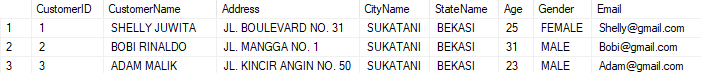 CustomerID CustomerName Address CityName StateName Age Gender Email
1 1 SHELLY JUWITA JL. BOULEVARD NO. 31 SUKATANI BEKASI 25 FEMALE Shelly@gmail.com
2 2 BOBI RINALDO JL. MANGGA NO. 1 SUKATANI BEKASI 31 MALE Bobi@gmail.com
3 3 ADAM MALIK JL. KINCIR ANGIN NO. 50 SUKATANI BEKASI 23 MALE Adam@gmail.com